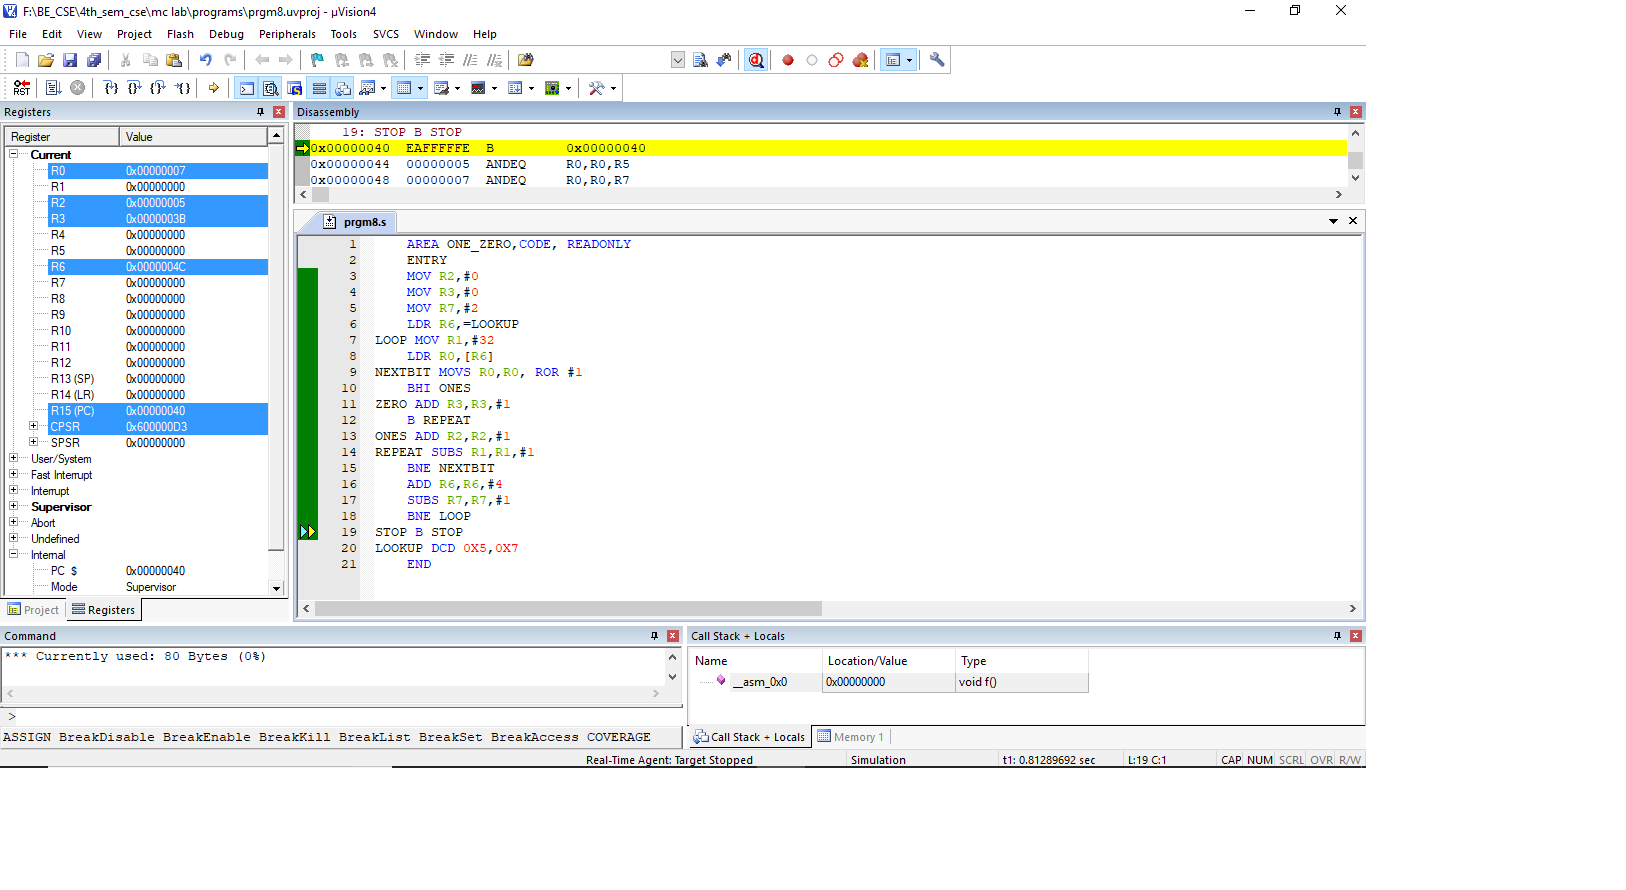 F:\BE_CSE\4th_sem_cse\mc lab\programs\prgm8.uvproj - µVision4
File Edit View Project Flash Debug Peripherals Tools SVCS Window Help
RST
Registers
Register Value
Current
R0 0x00000007
R1 0x00000000
R2 0x00000005
R3 0x0000003B
R4 0x00000000
R5 0x00000000
R6 0x0000004C
R7 0x00000000
R8 0x00000000
R9 0x00000000
R10 0x00000000
R11 0x00000000
R12 0x00000000
R13 (SP) 0x00000000
R14 (LR) 0x00000000
R15 (PC) 0x00000040
CPSR 0x600000D3
SPSR 0x00000000
User/System
Fast Interrupt
Interrupt
Supervisor
Abort
Undefined
Internal
PC $ 0x00000040
Mode Supervisor
Project Registers
Disassembly
19: STOP B STOP
0x00000040 EAFFFFFE B 0x00000040
0x00000044 00000005 ANDEQ R0,R0,R5
0x00000048 00000007 ANDEQ R0,R0,R7
prgm8.s
1 AREA ONE_ZERO,CODE, READONLY
2 ENTRY
3 MOV R2,#0
4 MOV R3,#0
5 MOV R7,#2
6 LDR R6,=LOOKUP
7 LOOP MOV R1,#32
8 LDR R0,[R6]
9 NEXTBIT MOVS R0,R0, ROR #1
10 BHI ONES
11 ZERO ADD R3,R3,#1
12 B REPEAT
13 ONES ADD R2,R2,#1
14 REPEAT SUBS R1,R1,#1
15 BNE NEXTBIT
16 ADD R6,R6,#4
17 SUBS R7,R7,#1
18 BNE LOOP
19 STOP B STOP
20 LOOKUP DCD 0X5,0X7
21 END
Command
*** Currently used: 80 Bytes (0%)
>
ASSIGN BreakDisable BreakEnable BreakKill BreakList BreakSet BreakAccess COVERAGE
Call Stack + Locals
Name Location/Value Type
__asm_0x0 0x00000000 void f()
Call Stack + Locals Memory 1
Real-Time Agent: Target Stopped Simulation t1: 0.81289692 sec L:19 C:1 CAP NUM SCRL OVR R/W